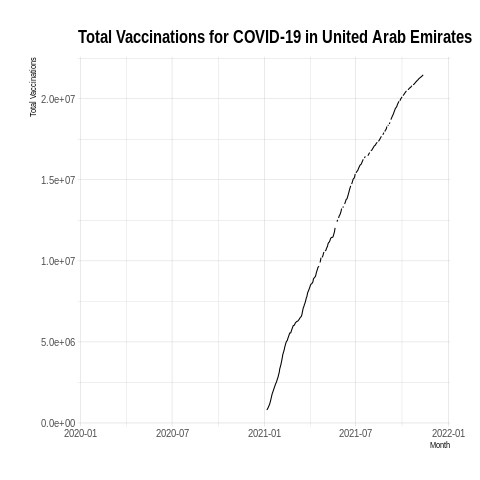 Total Vaccinations for COVID-19 in United Arab Emirates
Total Vaccinations
2.0e+07
1.5e+07
1.0e+07
5.0e+06
0.0e+00
2020-01 2020-07 2021-01 2021-07 2022-01
Month